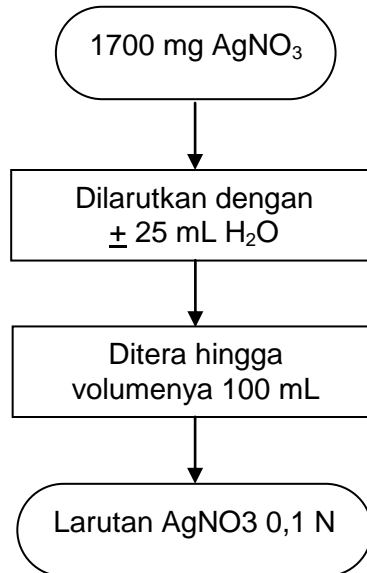 1700 mg AgNO₃
Dilarutkan dengan
± 25 mL H₂O
Ditera hingga
volumenya 100 mL
Larutan AgNO3 0,1 N